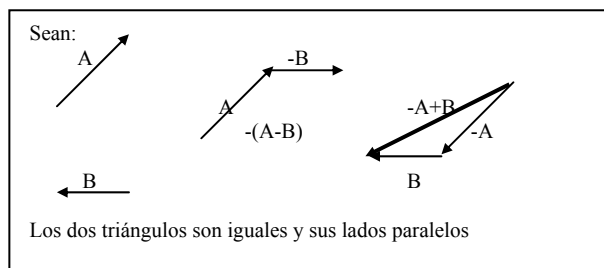 Sean:
A
-B
A
-(A-B)
-A+B
-A
B
B
Los dos triángulos son iguales y sus lados paralelos